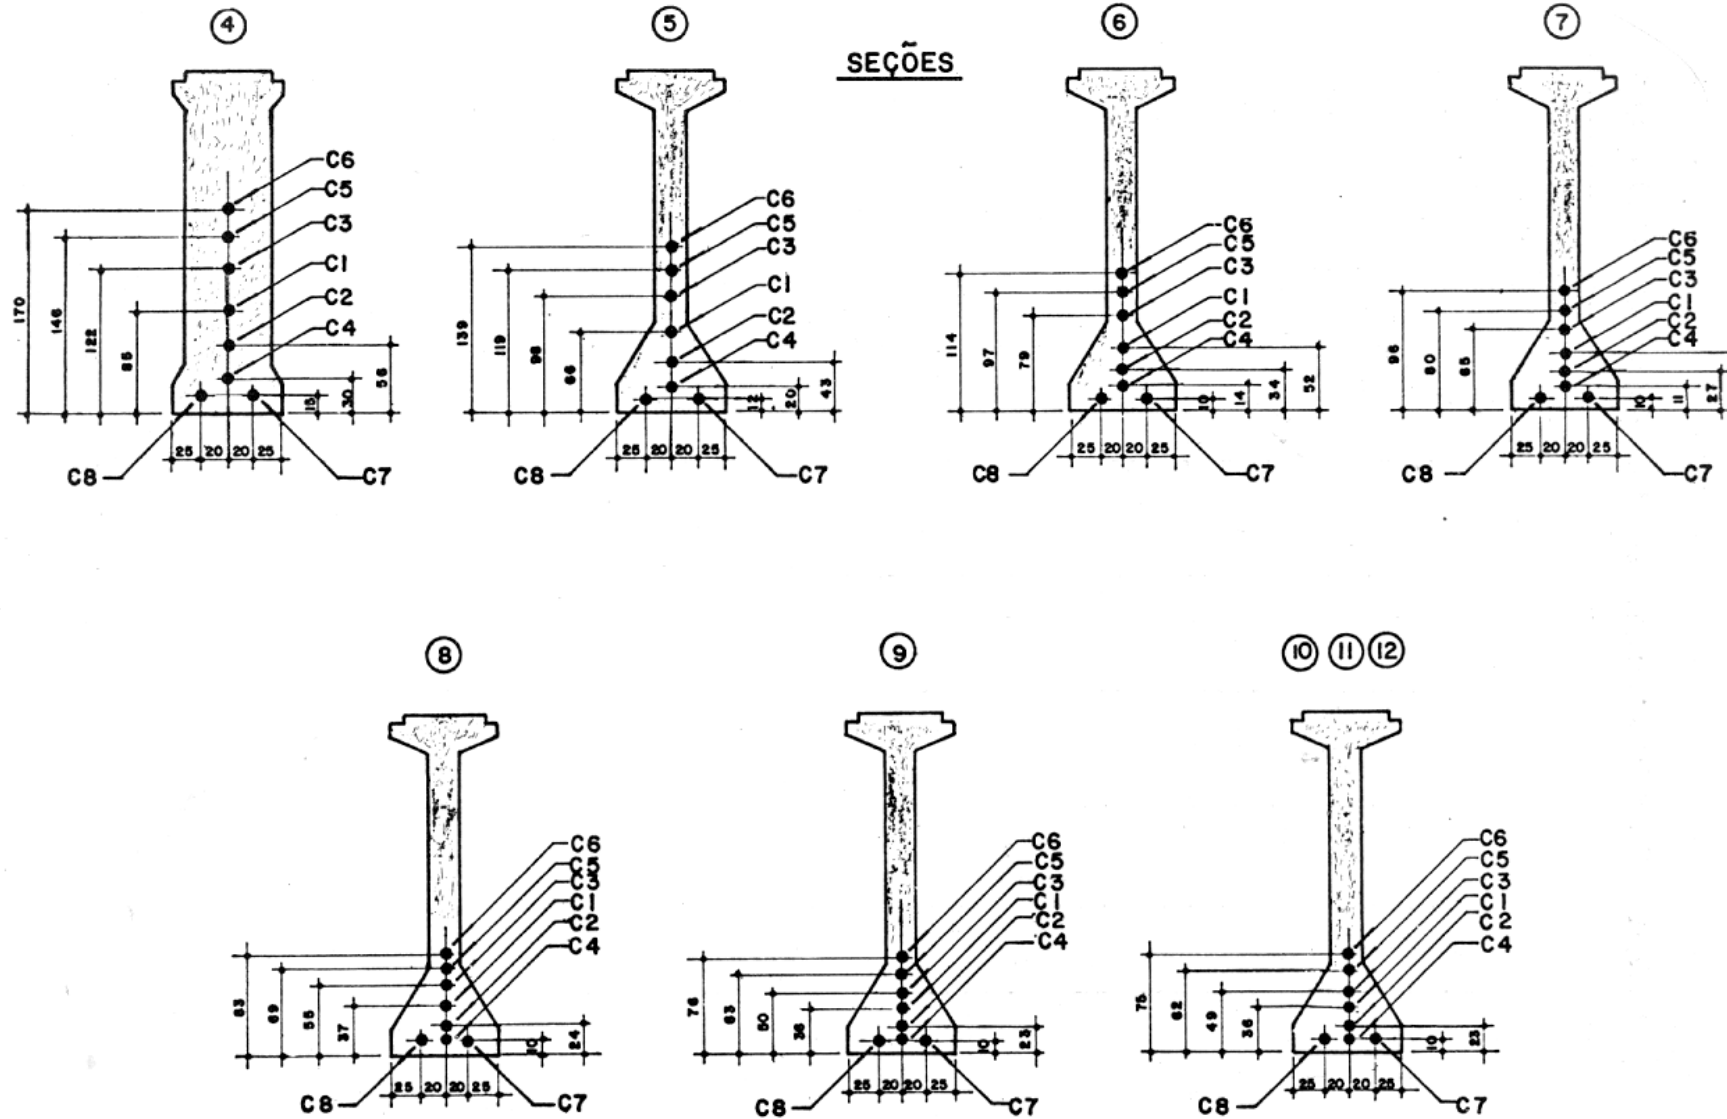 4
5
6
7
SEÇÕES
C6
C5
C3
C1
C2
C4
170
146
122
85
56
30
15
25 20 20 25
C8
C7
C6
C5
C3
C1
C2
C4
139
119
98
66
43
20
12
25 20 20 25
C8
C7
C6
C5
C3
C1
C2
C4
114
97
79
52
34
14
10
25 20 20 25
C8
C7
C6
C5
C3
C1
C2
C4
96
80
65
27
11
10
25 20 20 25
C8
C7
8
9
10 11 12
C6
C5
C3
C1
C2
C4
83
69
55
37
24
10
25 20 20 25
C8
C7
C6
C5
C3
C1
C2
C4
76
63
50
36
23
10
25 20 20 25
C8
C7
C6
C5
C3
C1
C2
C4
75
62
49
36
23
10
25 20 20 25
C8
C7